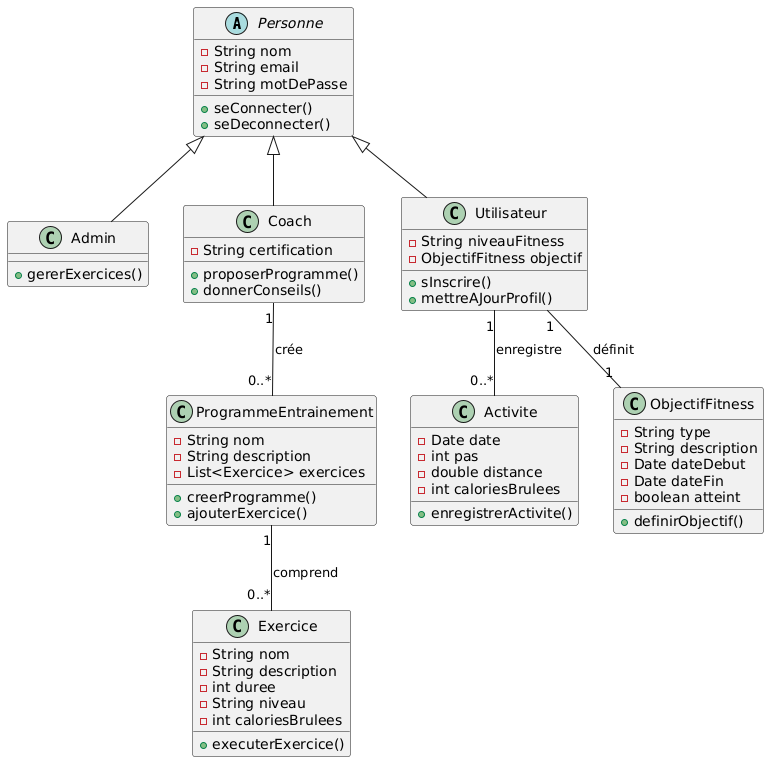 A Personne
String nom
String email
String motDePasse
seConnecter()
seDeconnecter()
C Admin
gererExercices()
C Coach
String certification
proposerProgramme()
donnerConseils()
C Utilisateur
String niveauFitness
ObjectifFitness objectif
sInscrire()
mettreAJourProfil()
1
crée
0..*
1
enregistre
0..*
1
définit
1
C ProgrammeEntrainement
String nom
String description
List<Exercice> exercices
creerProgramme()
ajouterExercice()
C Activite
Date date
int pas
double distance
int caloriesBrulees
enregistrerActivite()
C ObjectifFitness
String type
String description
Date dateDebut
Date dateFin
boolean atteint
definirObjectif()
1
comprend
0..*
C Exercice
String nom
String description
int duree
String niveau
int caloriesBrulees
executerExercice()